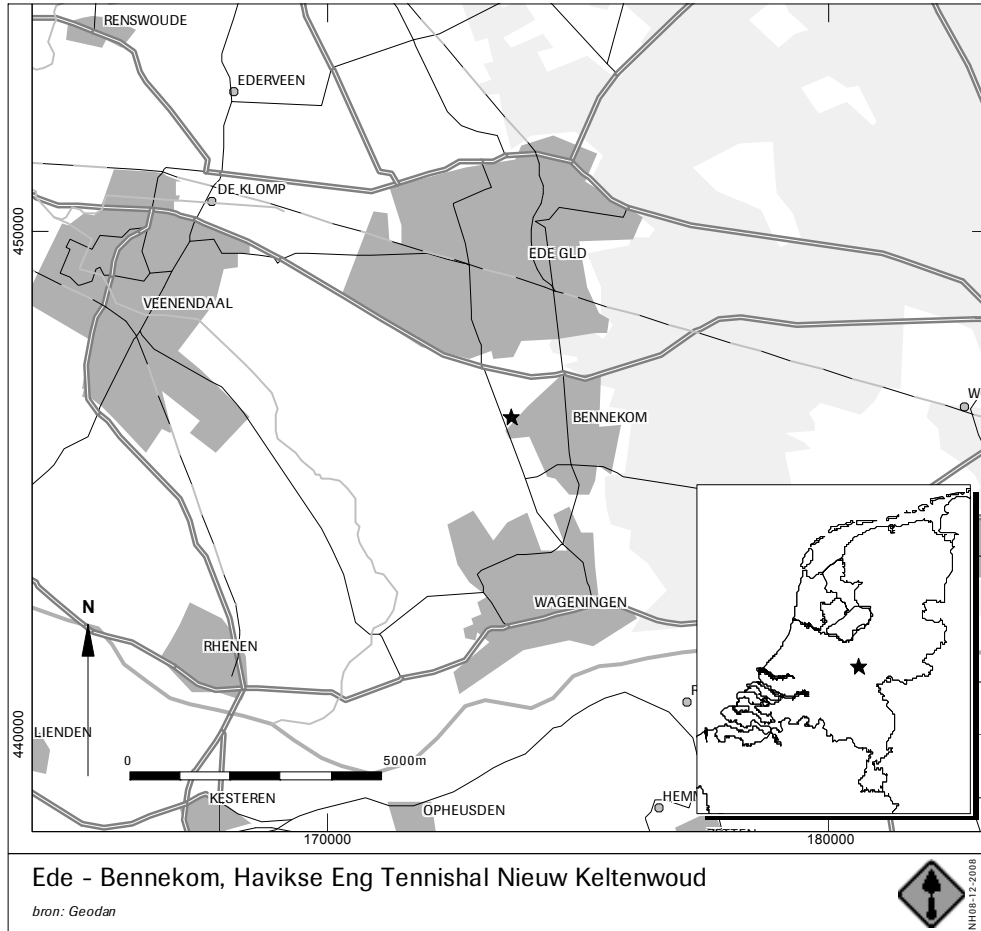 RENSWOUDE
EDERVEEN
DE KLOMP
450000
EDE GLD
VEENENDAAL
BENNEKOM
WAGENINGEN
N
RHENEN
440000
LIENDEN
0
5000m
KESTEREN
OPHEUSDEN
170000
180000
Ede - Bennekom, Havikse Eng Tennishal Nieuw Keltenwoud
bron: Geodan
NH08-12-2008